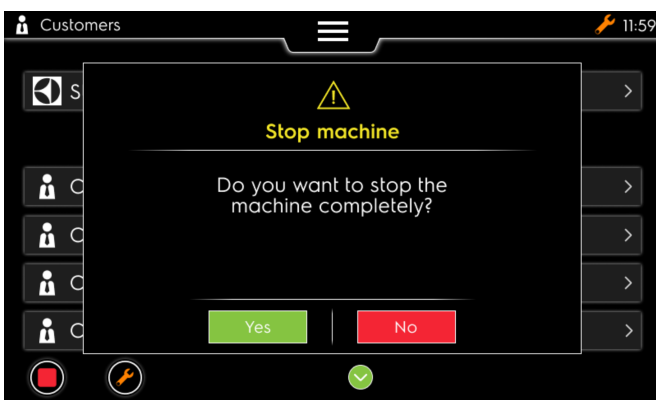 Customers
11:59
S
Stop machine
Do you want to stop the
machine completely?
C
C
C
C
Yes
No